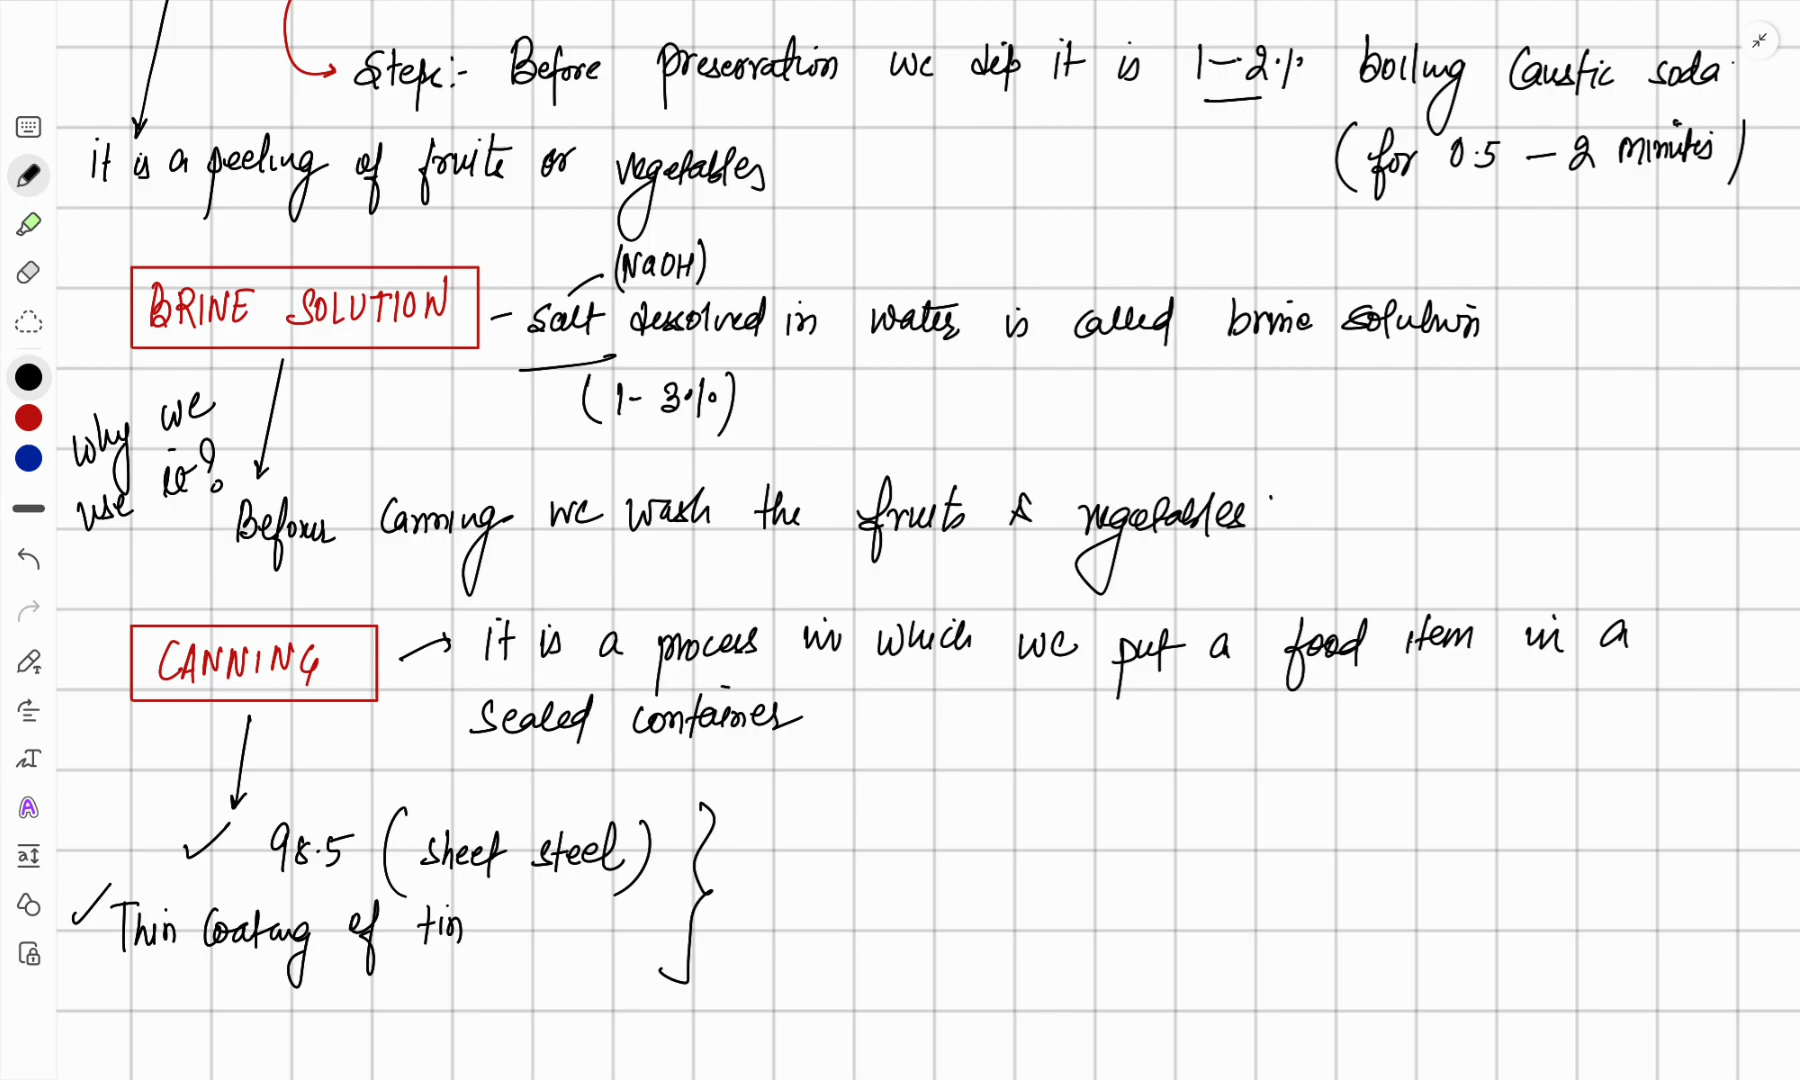 Steps:- Before preservation we dip it is 1-2% boiling Caustic soda
(for 0.5 - 2 minutes)
it is a peeling of fruits or vegetables
(NaOH)
BRINE SOLUTION - salt dessolved in water is called brine solution
(1- 3%)
why we use it?
Before Canning we wash the fruits & vegetables
CANNING → it is a process in which we put a food item in a
sealed container
98.5 (sheet steel)
Thin Coating of tin